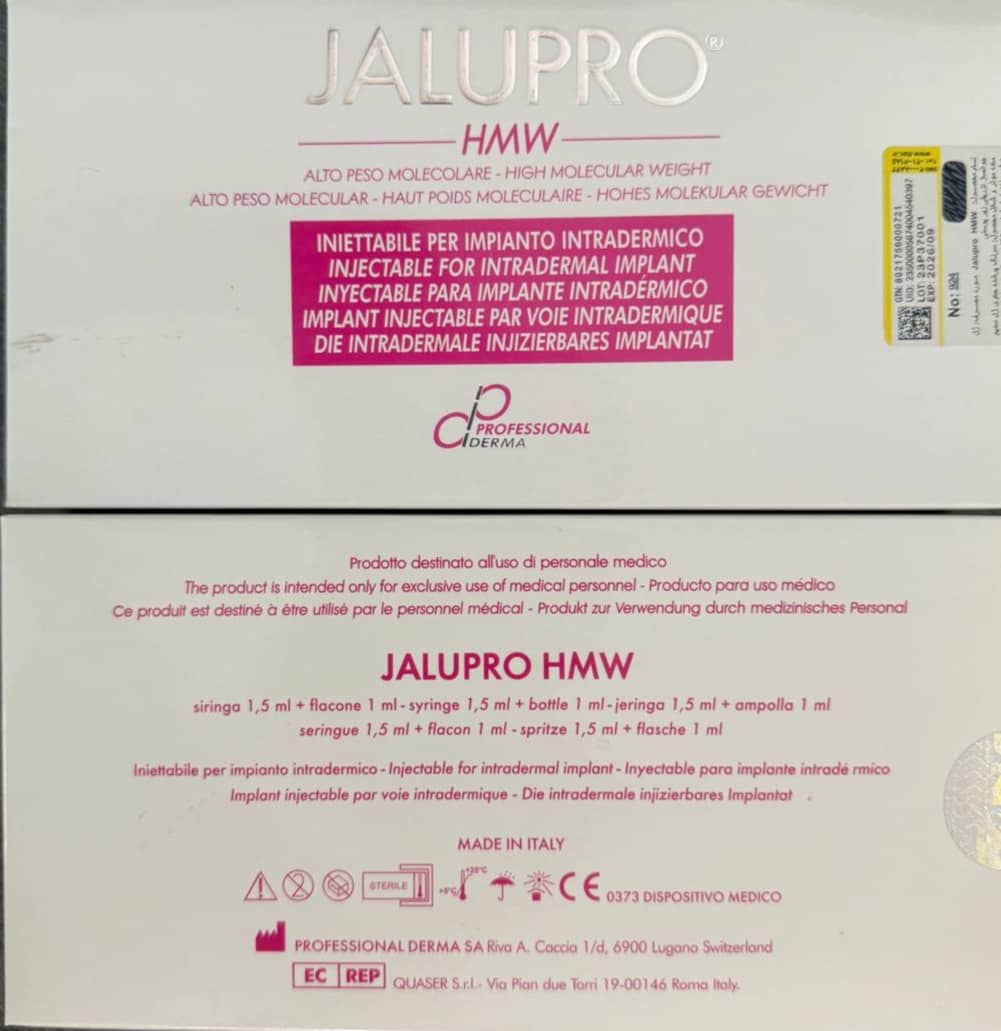 JALUPRO®
HMW
ALTO PESO MOLECOLARE - HIGH MOLECULAR WEIGHT
ALTO PESO MOLECULAR - HAUT POIDS MOLECULAIRE - HOHES MOLEKULAR GEWICHT
INIETTABILE PER IMPIANTO INTRADERMICO
INJECTABLE FOR INTRADERMAL IMPLANT
INYECTABLE PARA IMPLANTE INTRADÉRMICO
IMPLANT INJECTABLE PAR VOIE INTRADERMIQUE
DIE INTRADERMALE INJIZIERBARES IMPLANTAT
PROFESSIONAL
DERMA
GTIN: 8021756000721
LOT: 23P37001
EXP: 2026/09
No: 924
Jalupro HMW
Prodotto destinato all'uso di personale medico
The product is intended only for exclusive use of medical personnel - Producto para uso médico
Ce produit est destiné à être utilisé par le personnel médical - Produkt zur Verwendung durch medizinisches Personal
JALUPRO HMW
siringa 1,5 ml + flacone 1 ml - syringe 1,5 ml + bottle 1 ml - jeringa 1,5 ml + ampolla 1 ml
seringue 1,5 ml + flacon 1 ml - spritze 1,5 ml + flasche 1 ml
Iniettabile per impianto intradermico - Injectable for intradermal implant - Inyectable para implante intradé rmico
Implant injectable par voie intradermique - Die intradermale injizierbares Implantat
MADE IN ITALY
2 STERILE +5°C +25°C CE 0373 DISPOSITIVO MEDICO
PROFESSIONAL DERMA SA Riva A. Caccia 1/d, 6900 Lugano Switzerland
EC REP QUASER S.r.l.- Via Pian due Torri 19-00146 Roma Italy.